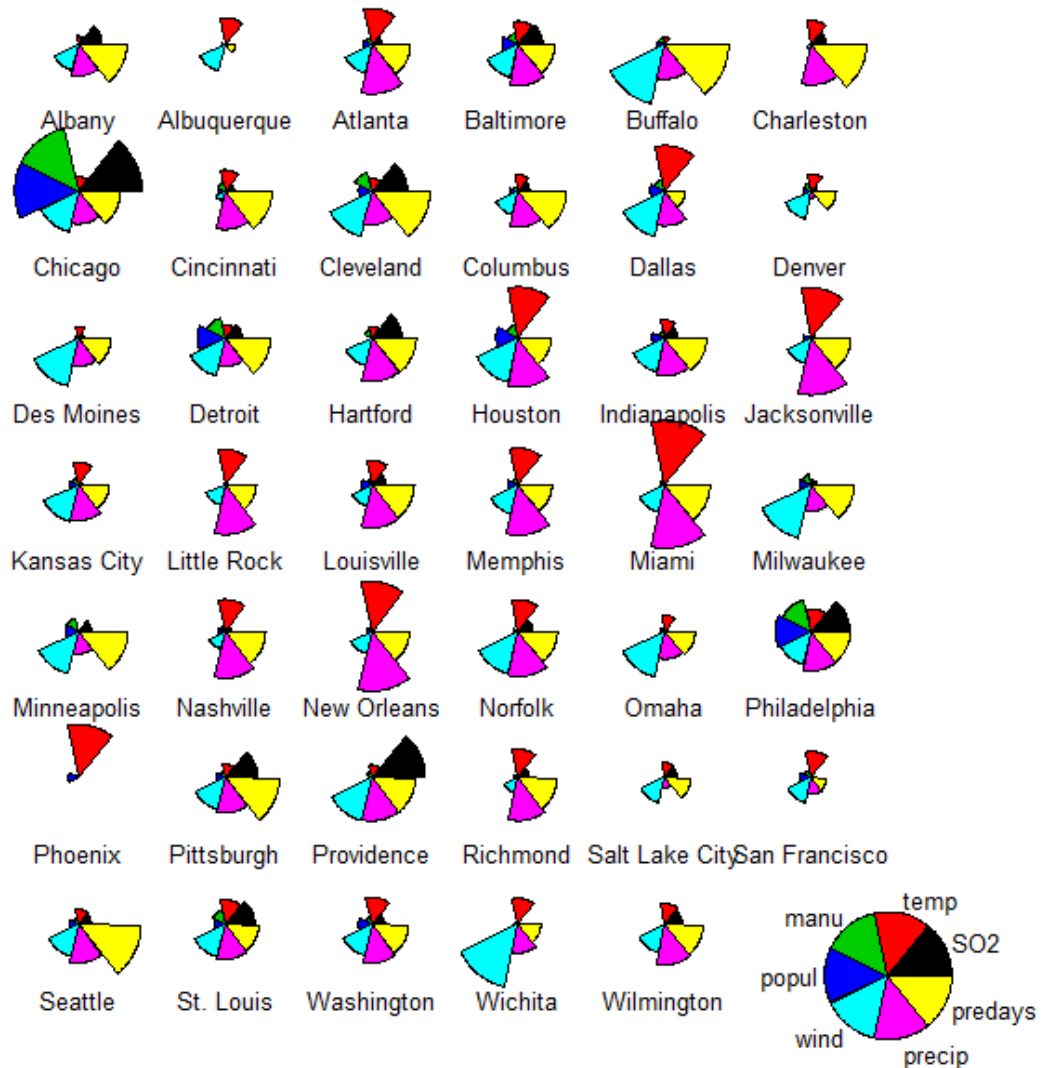 Albany Albuquerque Atlanta Baltimore Buffalo Charleston
Chicago Cincinnati Cleveland Columbus Dallas Denver
Des Moines Detroit Hartford Houston Indianapolis Jacksonville
Kansas City Little Rock Louisville Memphis Miami Milwaukee
Minneapolis Nashville New Orleans Norfolk Omaha Philadelphia
Phoenix Pittsburgh Providence Richmond Salt Lake City San Francisco
Seattle St. Louis Washington Wichita Wilmington
temp
manu
SO2
popul
predays
wind
precip